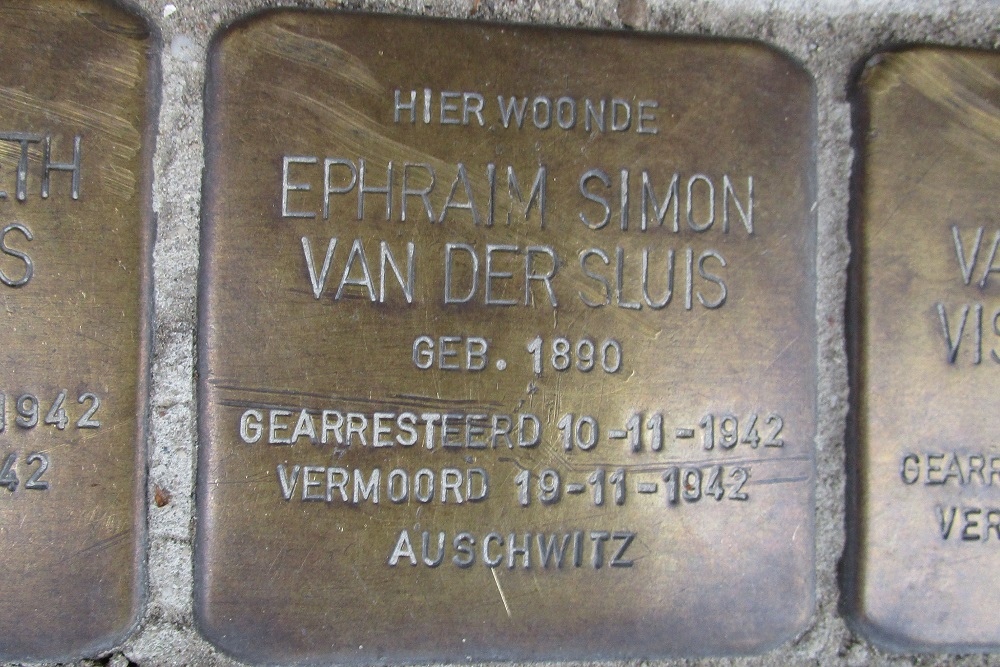 HIER WOONDE
EPHRAIM SIMON
VAN DER SLUIS
GEB. 1890
GEARRESTEERD 10-11-1942
VERMOORD 19-11-1942
AUSCHWITZ